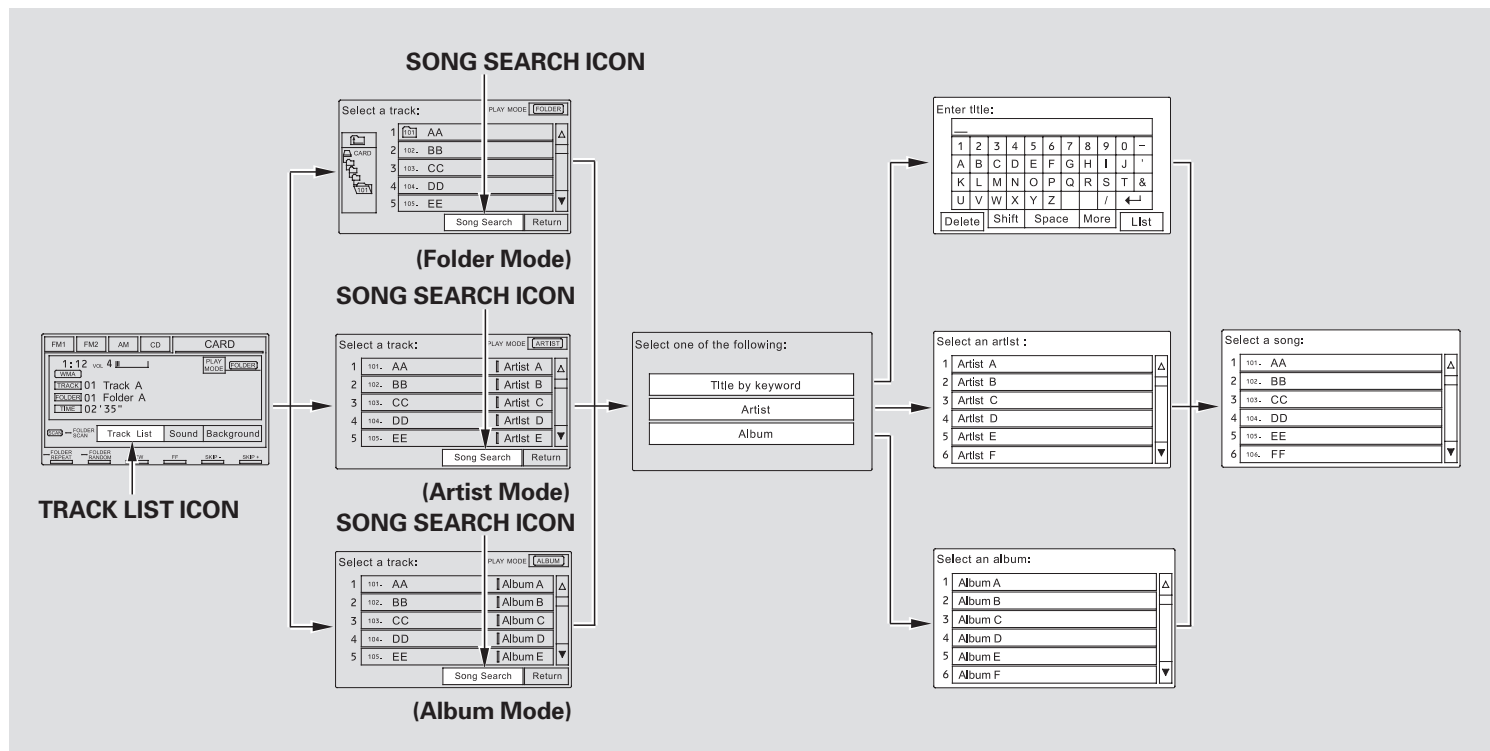 SONG SEARCH ICON
Select a track: PLAY MODE FOLDER
CARD
101
1 101 AA
2 102. BB
3 103. CC
4 104. DD
5 105. EE
Song Search Return
(Folder Mode)
FM1 FM2 AM CD CARD
1:12 VOL 4
PLAY MODE FOLDER
WMA
TRACK 01 Track A
FOLDER 01 Folder A
TIME 02'35"
SCAN FOLDER SCAN Track List Sound Background
FOLDER REPEAT FOLDER RANDOM FF SKIP - SKIP +
TRACK LIST ICON
SONG SEARCH ICON
Select a track: PLAY MODE ARTIST
1 101. AA Artist A
2 102. BB Artist B
3 103. CC Artist C
4 104. DD Artist D
5 105. EE Artist E
Song Search Return
(Artist Mode)
SONG SEARCH ICON
Select a track: PLAY MODE ALBUM
1 101. AA Album A
2 102. BB Album B
3 103. CC Album C
4 104. DD Album D
5 105. EE Album E
Song Search Return
(Album Mode)
Select one of the following:
Title by keyword
Artist
Album
Enter title:
1 2 3 4 5 6 7 8 9 0 -
A B C D E F G H I J '
K L M N O P Q R S T &
U V W X Y Z /
Delete Shift Space More List
Select an artist :
1 Artist A
2 Artist B
3 Artist C
4 Artist D
5 Artist E
6 Artist F
Select an album:
1 Album A
2 Album B
3 Album C
4 Album D
5 Album E
6 Album F
Select a song:
1 101. AA
2 102. BB
3 103. CC
4 104. DD
5 105. EE
6 106. FF